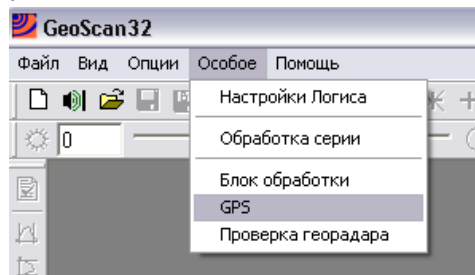 GeoScan32
Файл Вид Опции Особое Помощь
Настройки Логиса
0
Обработка серии
Блок обработки
GPS
Проверка георадара